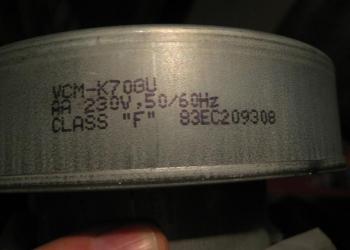 VCM-K70GU
AA 230V,50/60Hz
CLASS "F" 83EC209308